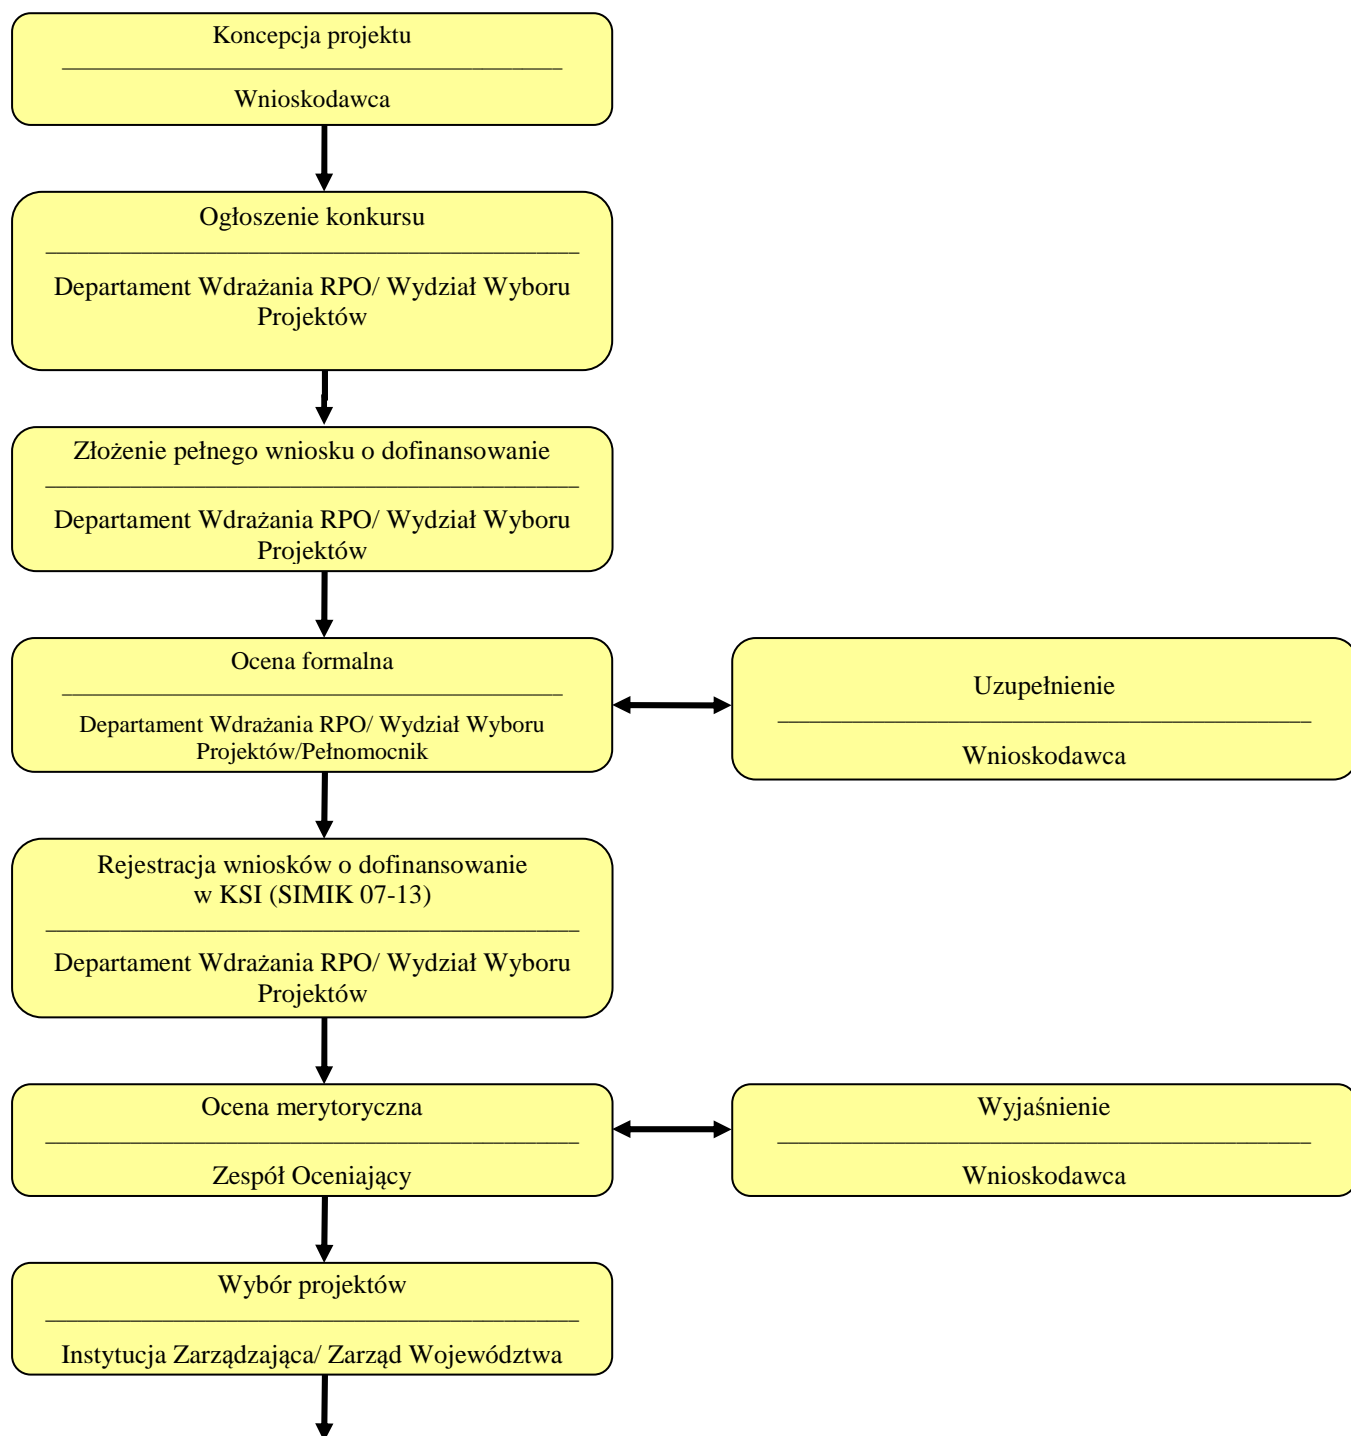 Koncepcja projektu
Wnioskodawca
Ogłoszenie konkursu
Departament Wdrażania RPO/ Wydział Wyboru
Projektów
Złożenie pełnego wniosku o dofinansowanie
Departament Wdrażania RPO/ Wydział Wyboru
Projektów
Ocena formalna
Departament Wdrażania RPO/ Wydział Wyboru
Projektów/Pełnomocnik
Uzupełnienie
Wnioskodawca
Rejestracja wniosków o dofinansowanie
w KSI (SIMIK 07-13)
Departament Wdrażania RPO/ Wydział Wyboru
Projektów
Ocena merytoryczna
Zespół Oceniający
Wyjaśnienie
Wnioskodawca
Wybór projektów
Instytucja Zarządzająca/ Zarząd Województwa